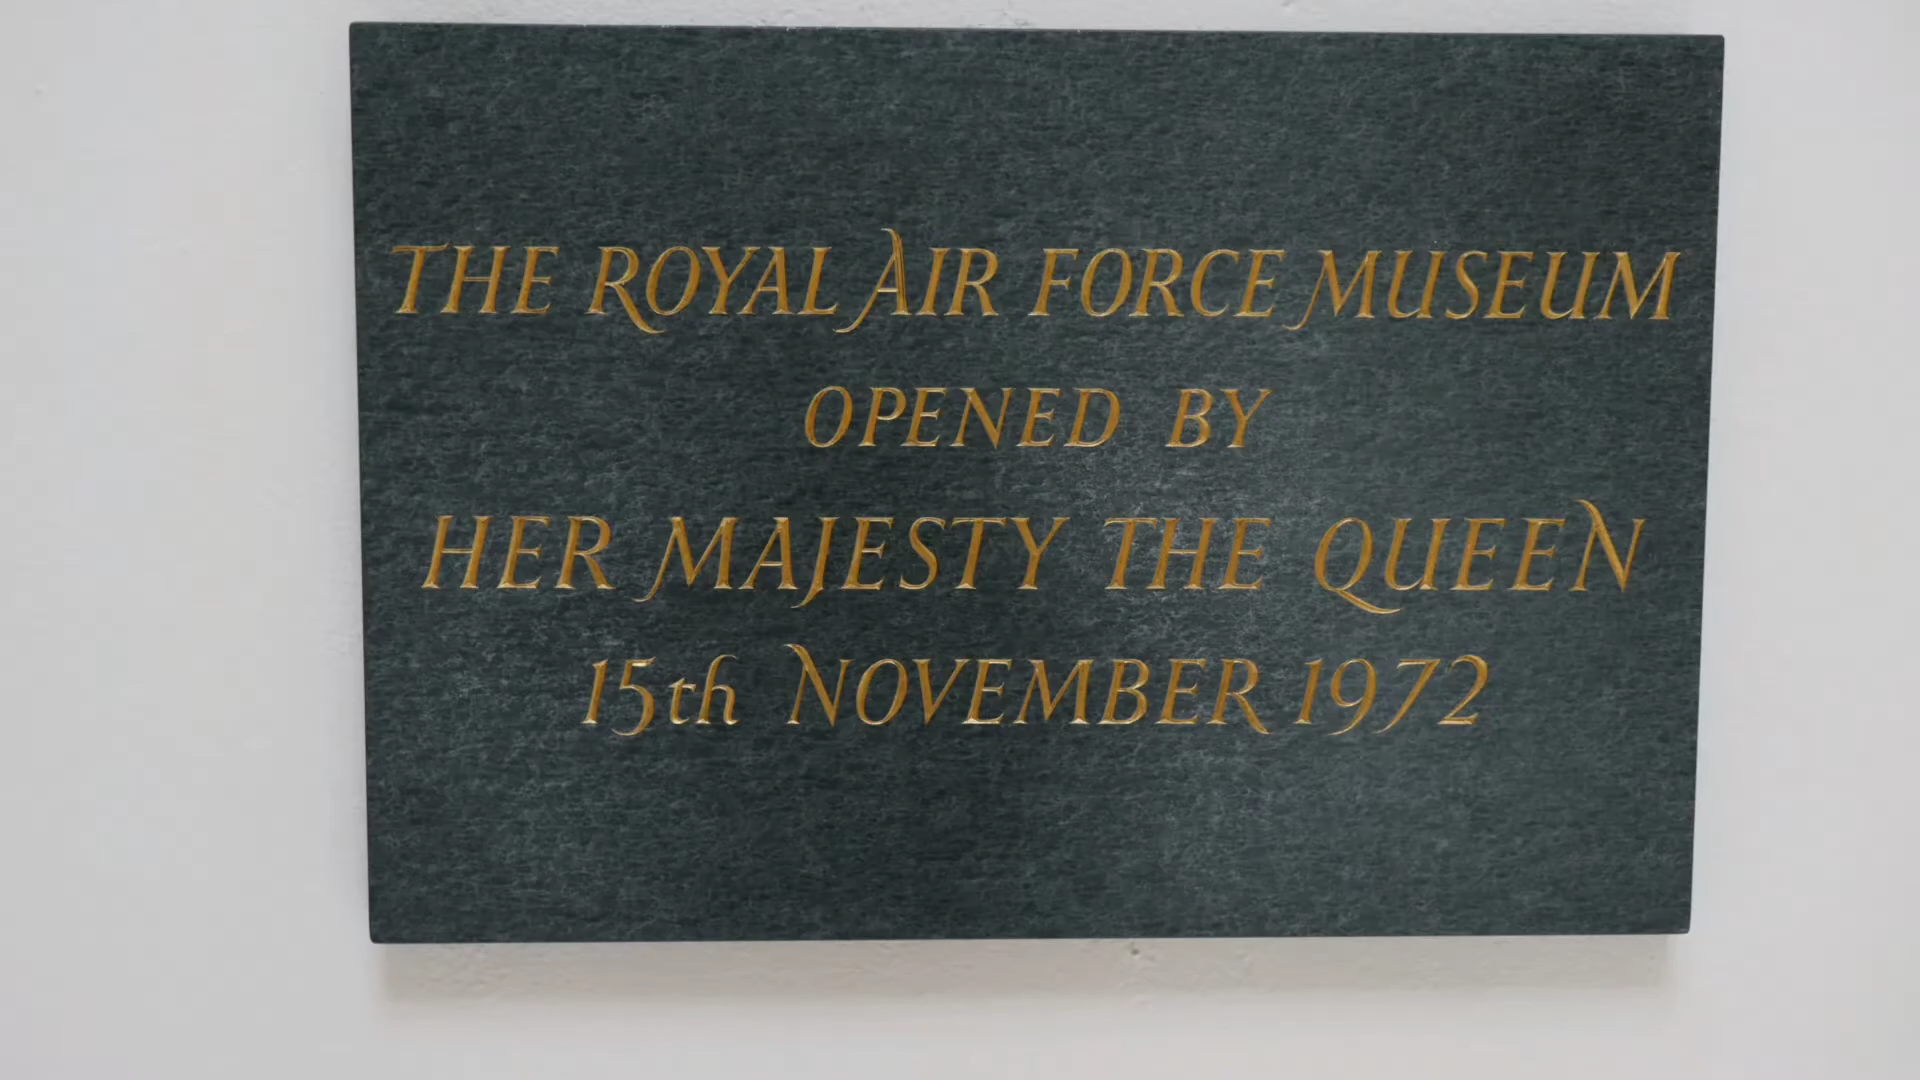 THE ROYAL AIR FORCE MUSEUM
OPENED BY
HER MAJESTY THE QUEEN
15th NOVEMBER 1972